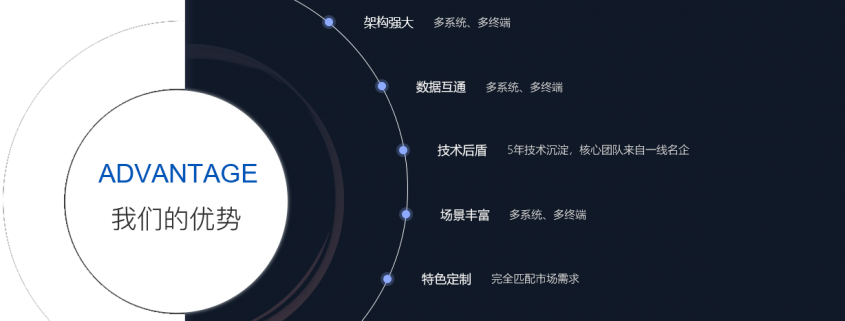 ADVANTAGE
我们的优势
架构强大 多系统、多终端
数据互通 多系统、多终端
技术后盾 5年技术沉淀，核心团队来自一线名企
场景丰富 多系统、多终端
特色定制 完全匹配市场需求